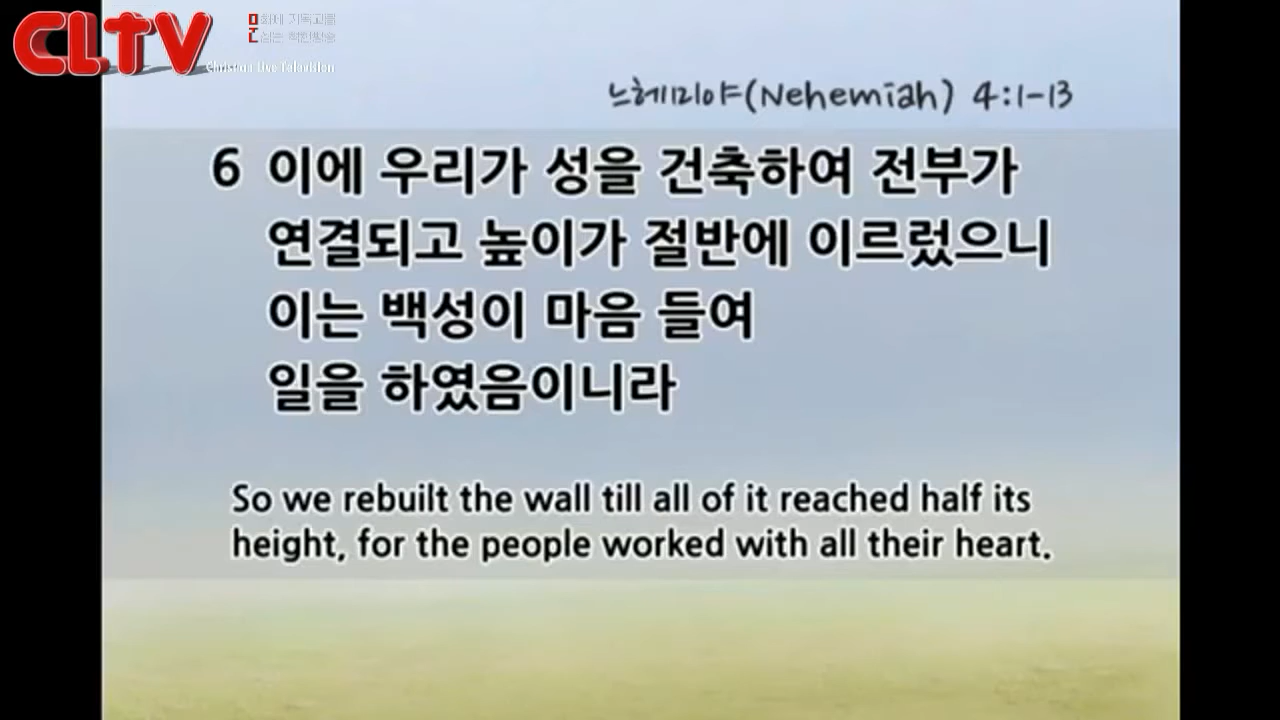 CLTV
Christian Live Television
느헤미야(Nehemiah) 4:1-13
6 이에 우리가 성을 건축하여 전부가
연결되고 높이가 절반에 이르렀으니
이는 백성이 마음 들여
일을 하였음이니라
So we rebuilt the wall till all of it reached half its
height, for the people worked with all their heart.